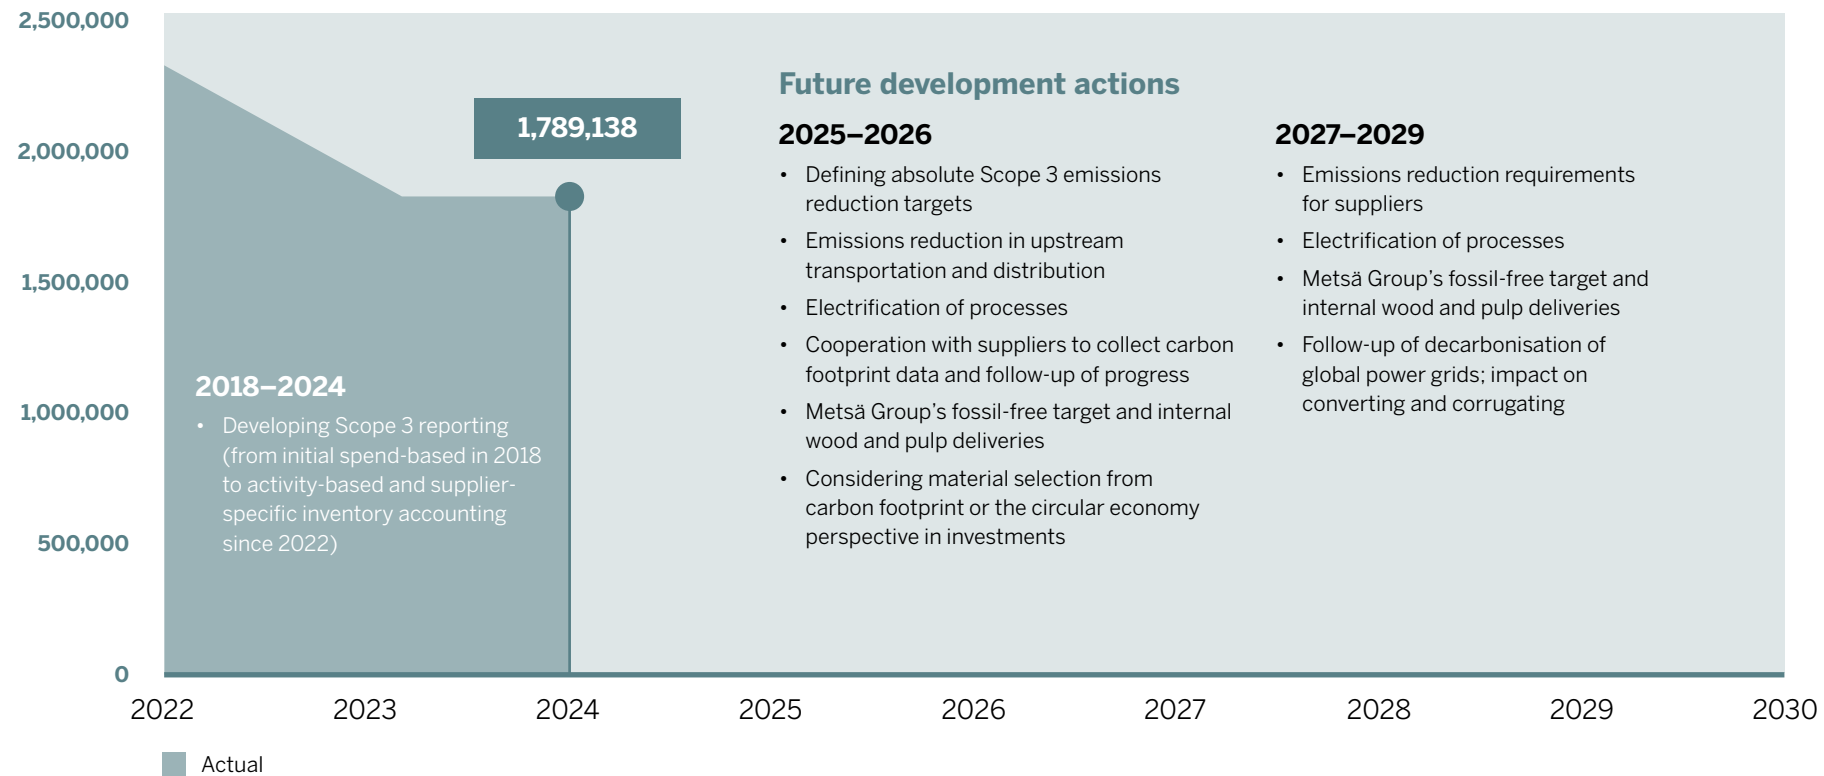 2,500,000
2,000,000
1,500,000
1,000,000
500,000
0
1,789,138
2018–2024
• Developing Scope 3 reporting
(from initial spend-based in 2018
to activity-based and supplier-
specific inventory accounting
since 2022)
Future development actions
2025–2026
• Defining absolute Scope 3 emissions
reduction targets
• Emissions reduction in upstream
transportation and distribution
• Electrification of processes
• Cooperation with suppliers to collect carbon
footprint data and follow-up of progress
• Metsä Group’s fossil-free target and internal
wood and pulp deliveries
• Considering material selection from
carbon footprint or the circular economy
perspective in investments
2027–2029
• Emissions reduction requirements
for suppliers
• Electrification of processes
• Metsä Group’s fossil-free target and
internal wood and pulp deliveries
• Follow-up of decarbonisation of
global power grids; impact on
converting and corrugating
2022 2023 2024 2025 2026 2027 2028 2029 2030
Actual